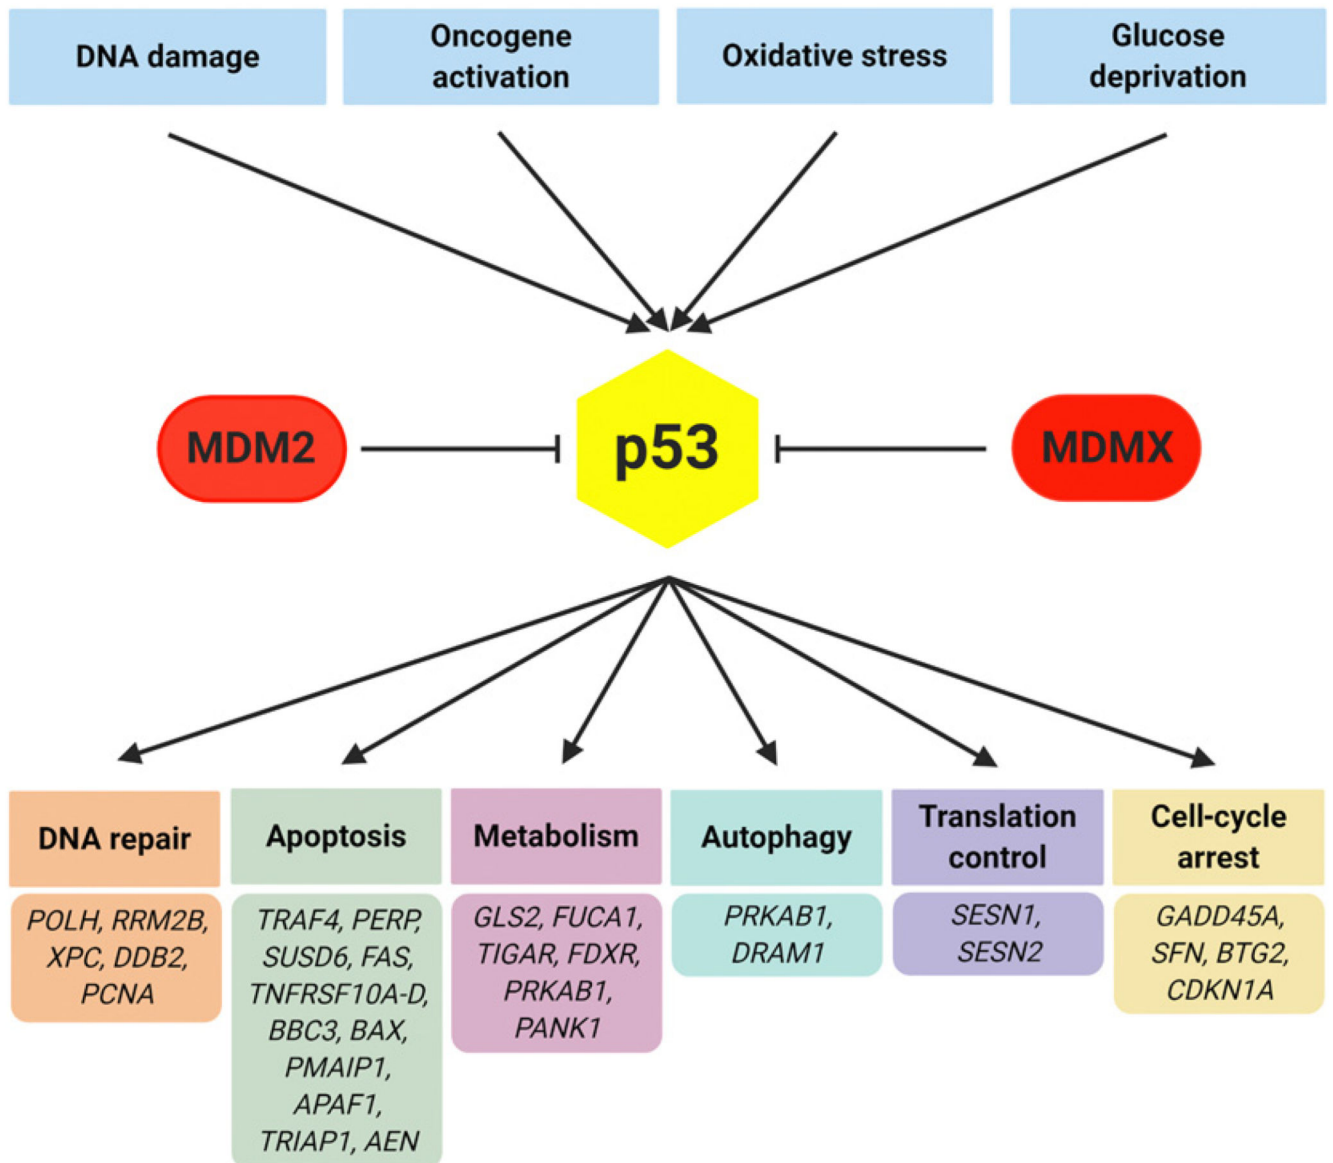 DNA damage
Oncogene
activation
Oxidative stress
Glucose
deprivation
MDM2
p53
MDMX
DNA repair
POLH, RRM2B,
XPC, DDB2,
PCNA
Apoptosis
TRAF4, PERP,
SUSD6, FAS,
TNFRSF10A-D,
BBC3, BAX,
PMAIP1,
APAF1,
TRIAP1, AEN
Metabolism
GLS2, FUCA1,
TIGAR, FDXR,
PRKAB1,
PANK1
Autophagy
PRKAB1,
DRAM1
Translation
control
SESN1,
SESN2
Cell-cycle
arrest
GADD45A,
SFN, BTG2,
CDKN1A